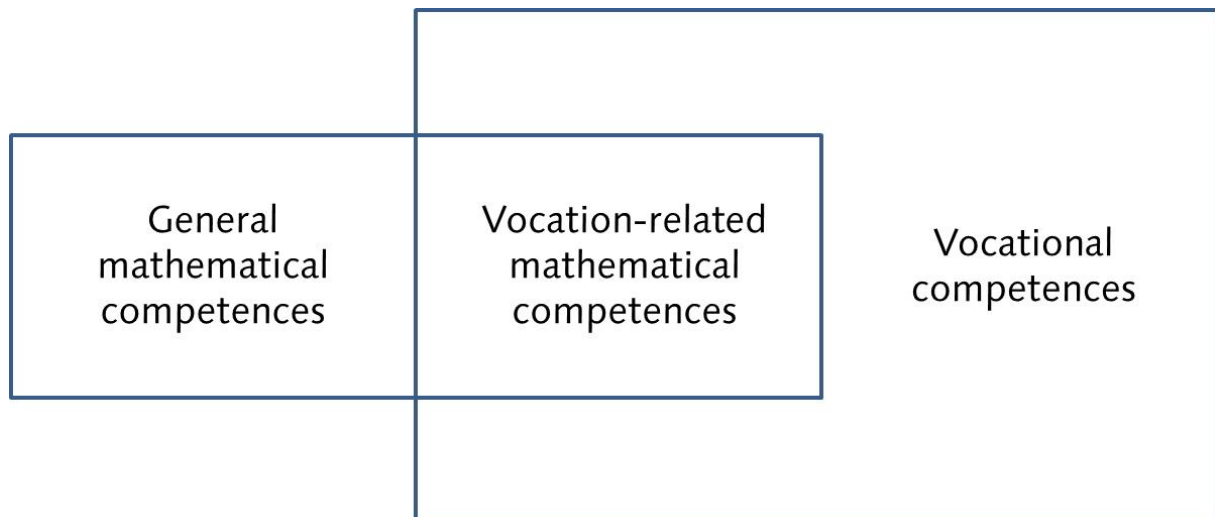 General
mathematical
competences
Vocation-related
mathematical
competences
Vocational
competences